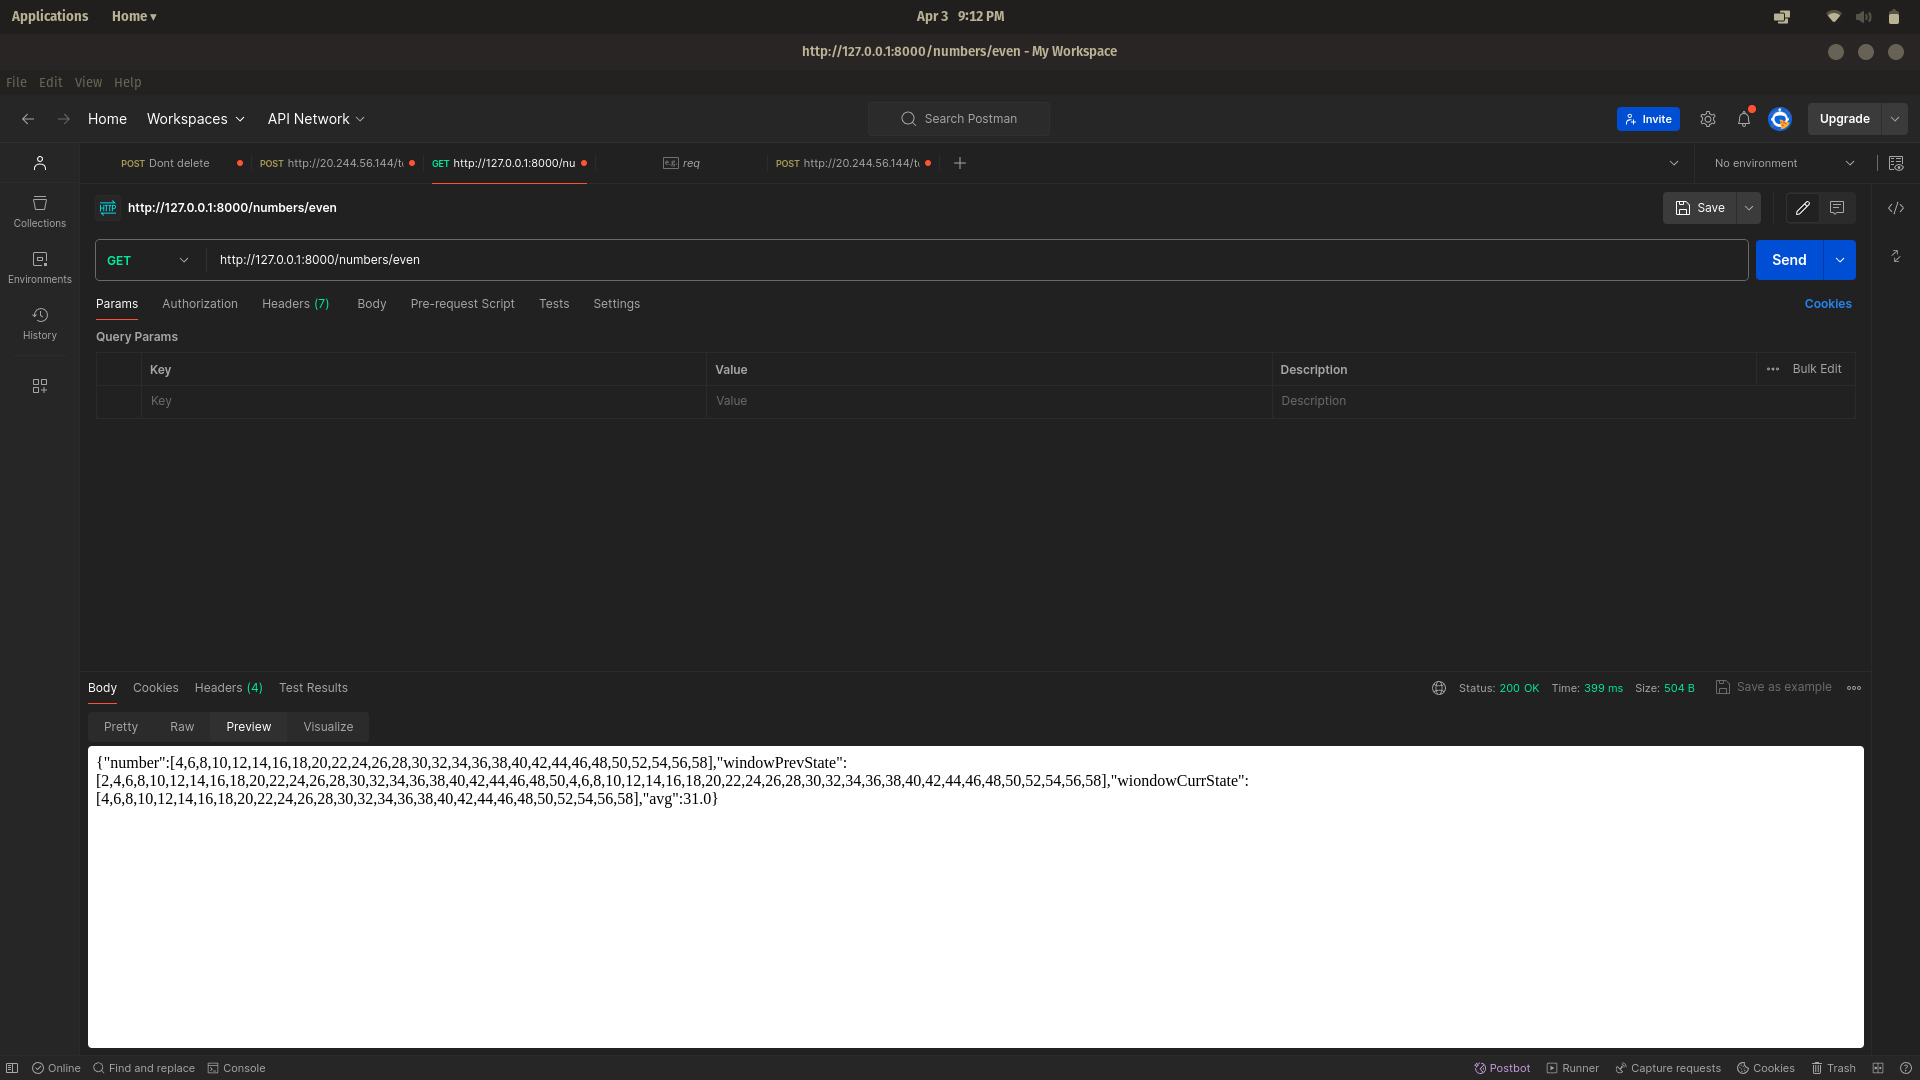 Applications Home ▾ Apr 3 9:12 PM
http://127.0.0.1:8000/numbers/even - My Workspace
File Edit View Help
Home Workspaces API Network Search Postman Invite Upgrade
POST Dont delete POST http://20.244.56.144/t GET http://127.0.0.1:8000/nu e.g. req POST http://20.244.56.144/t No environment
HTTP http://127.0.0.1:8000/numbers/even Save
Collections
GET http://127.0.0.1:8000/numbers/even Send
Environments
Params Authorization Headers (7) Body Pre-request Script Tests Settings Cookies
History
Query Params
Key Value Description Bulk Edit
Key Value Description
Body Cookies Headers (4) Test Results Status: 200 OK Time: 399 ms Size: 504 B Save as example
Pretty Raw Preview Visualize
{"number":[4,6,8,10,12,14,16,18,20,22,24,26,28,30,32,34,36,38,40,42,44,46,48,50,52,54,56,58],"windowPrevState":
[2,4,6,8,10,12,14,16,18,20,22,24,26,28,30,32,34,36,38,40,42,44,46,48,50,4,6,8,10,12,14,16,18,20,22,24,26,28,30,32,34,36,38,40,42,44,46,48,50,52,54,56,58],"wiondowCurrState":
[4,6,8,10,12,14,16,18,20,22,24,26,28,30,32,34,36,38,40,42,44,46,48,50,52,54,56,58],"avg":31.0}
Online Find and replace Console Postbot Runner Capture requests Cookies Trash